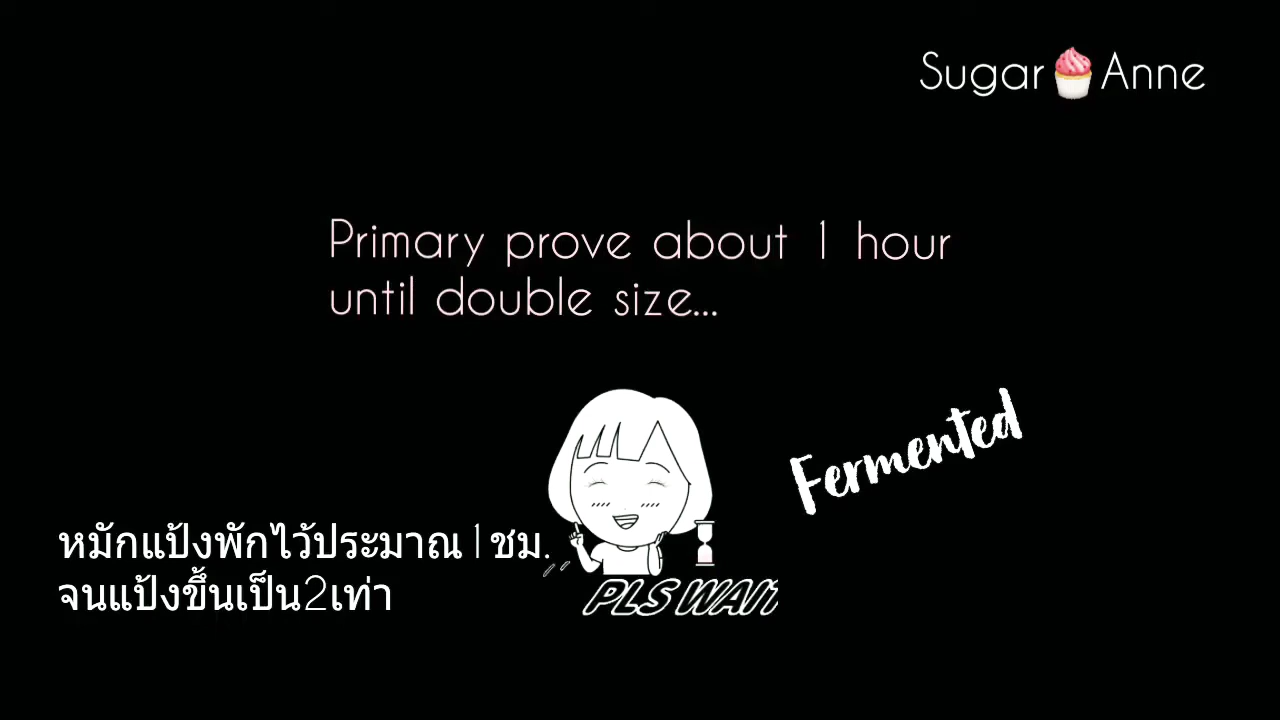 Sugar Anne
Primary prove about 1 hour
until double size...
Fermented
หมักแป้งพักไว้ประมาณ 1 ชม.
จนแป้งขึ้นเป็น2เท่า
PLS WAIT